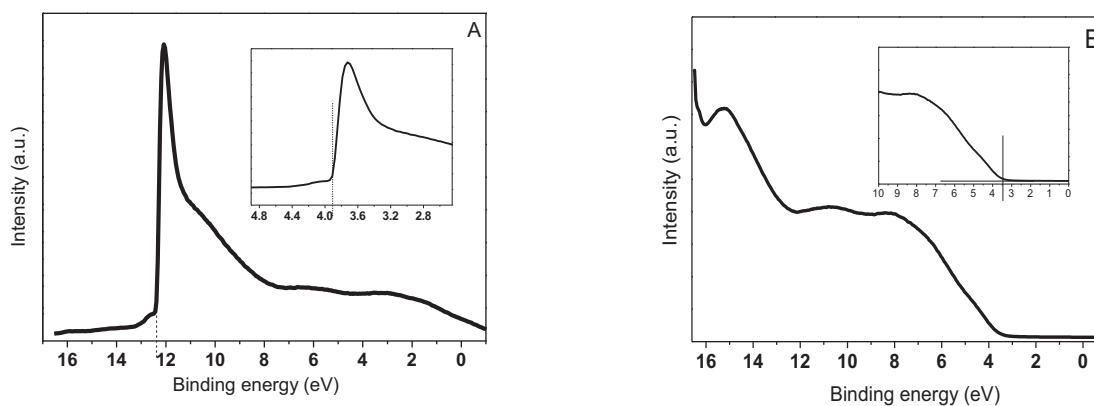 A
4.8 4.4 3.9 3.6 3.2 2.8
Intensity (a.u.)
16 14 12 10 8 6 4 2 0
Binding energy (eV)
10 9 8 7 6 5 4 3 2 1 0
Intensity (a.u.)
16 14 12 10 8 6 4 2 0
Binding energy (eV)